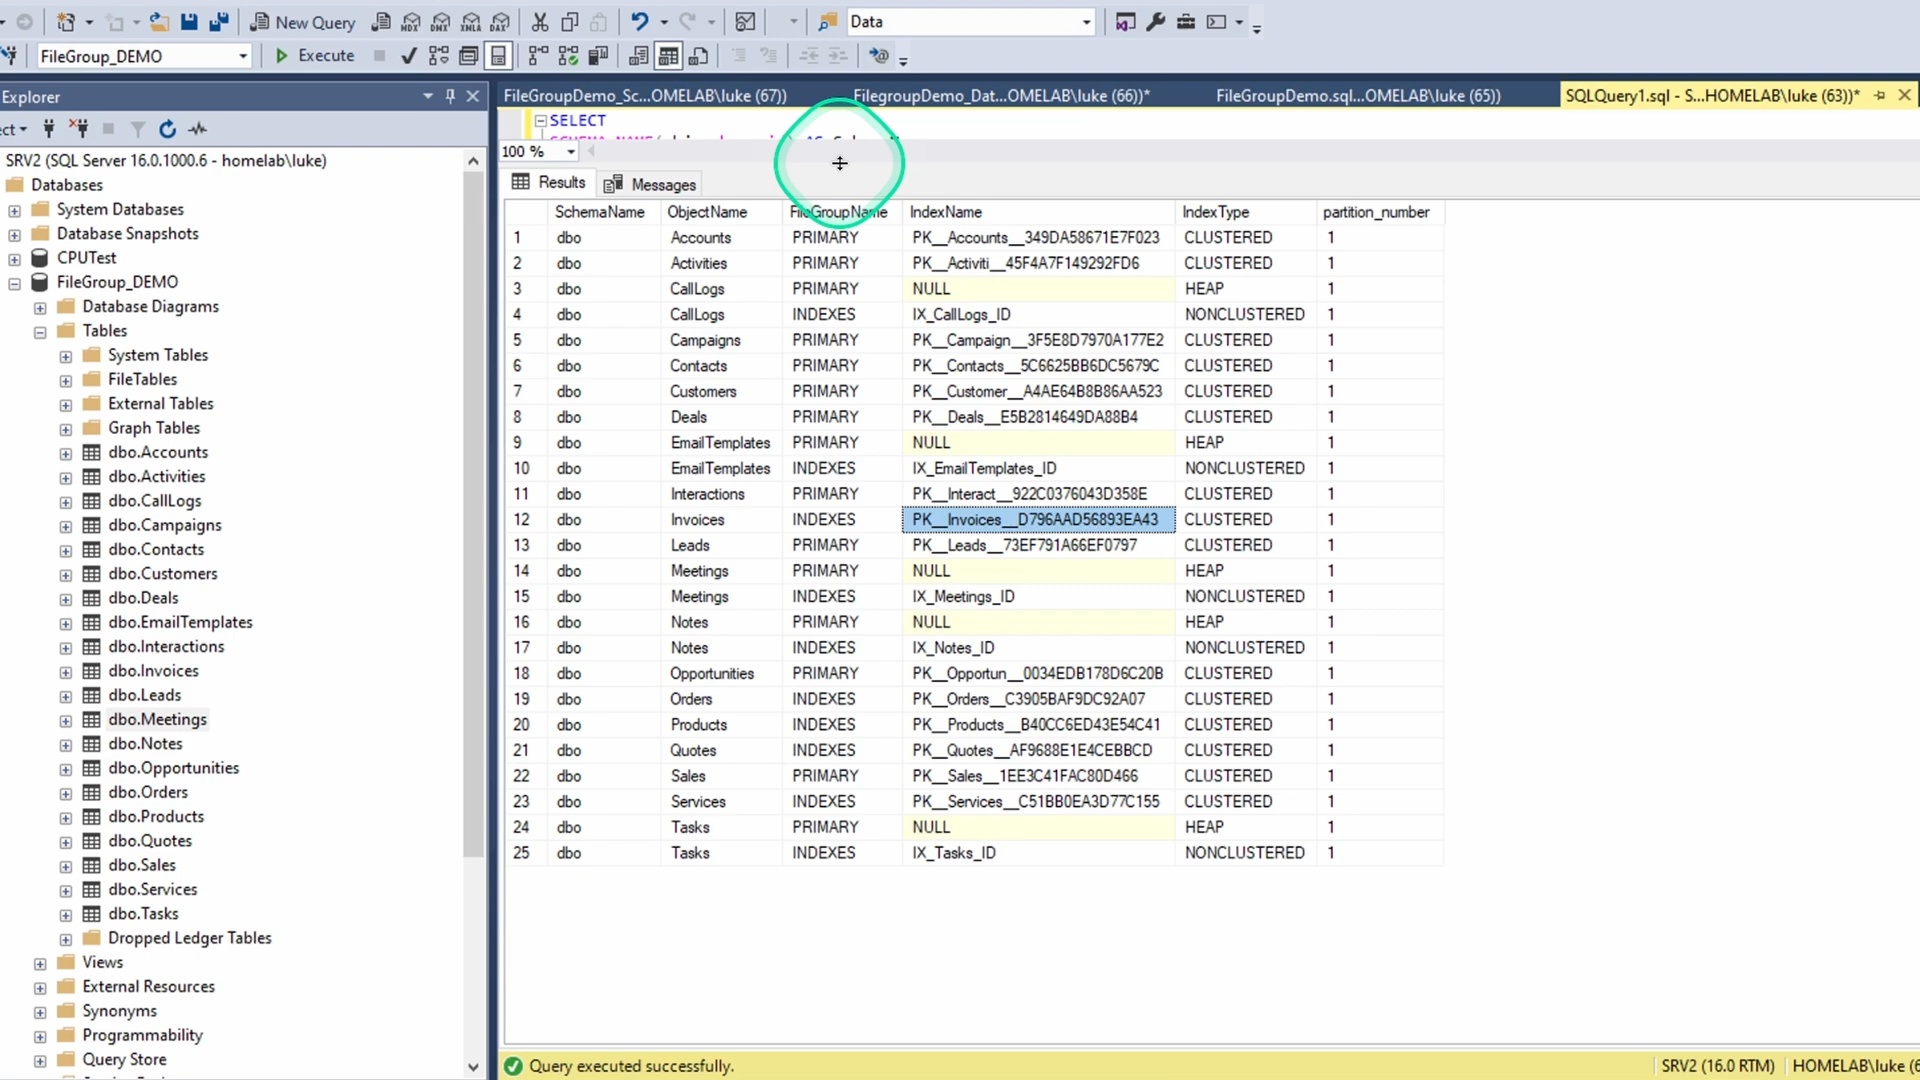 New Query
MDX DMX XMLA DAX
Data
FileGroup_DEMO
Execute
Explorer
FileGroupDemo_Sc...OMELAB\luke (67))
FilegroupDemo_Dat...OMELAB\luke (66))*
FileGroupDemo.sql...OMELAB\luke (65))
SQLQuery1.sql - S...HOMELAB\luke (63))*
ect
SELECT
100 %
Results
Messages
SRV2 (SQL Server 16.0.1000.6 - homelab\luke)
Databases
System Databases
Database Snapshots
CPUTest
FileGroup_DEMO
Database Diagrams
Tables
System Tables
FileTables
External Tables
Graph Tables
dbo.Accounts
dbo.Activities
dbo.CallLogs
dbo.Campaigns
dbo.Contacts
dbo.Customers
dbo.Deals
dbo.EmailTemplates
dbo.Interactions
dbo.Invoices
dbo.Leads
dbo.Meetings
dbo.Notes
dbo.Opportunities
dbo.Orders
dbo.Products
dbo.Quotes
dbo.Sales
dbo.Services
dbo.Tasks
Dropped Ledger Tables
Views
External Resources
Synonyms
Programmability
Query Store
SchemaName ObjectName FileGroupName IndexName IndexType partition_number
1 dbo Accounts PRIMARY PK__Accounts__349DA58671E7F023 CLUSTERED 1
2 dbo Activities PRIMARY PK__Activiti__45F4A7F149292FD6 CLUSTERED 1
3 dbo CallLogs PRIMARY NULL HEAP 1
4 dbo CallLogs INDEXES IX_CallLogs_ID NONCLUSTERED 1
5 dbo Campaigns PRIMARY PK__Campaign__3F5E8D7970A177E2 CLUSTERED 1
6 dbo Contacts PRIMARY PK__Contacts__5C6625BB6DC5679C CLUSTERED 1
7 dbo Customers PRIMARY PK__Customer__A4AE64B8B86AA523 CLUSTERED 1
8 dbo Deals PRIMARY PK__Deals__E5B2814649DA88B4 CLUSTERED 1
9 dbo EmailTemplates PRIMARY NULL HEAP 1
10 dbo EmailTemplates INDEXES IX_EmailTemplates_ID NONCLUSTERED 1
11 dbo Interactions PRIMARY PK__Interact__922C0376043D358E CLUSTERED 1
12 dbo Invoices INDEXES PK__Invoices__D796AAD56893EA43 CLUSTERED 1
13 dbo Leads PRIMARY PK__Leads__73EF791A66EF0797 CLUSTERED 1
14 dbo Meetings PRIMARY NULL HEAP 1
15 dbo Meetings INDEXES IX_Meetings_ID NONCLUSTERED 1
16 dbo Notes PRIMARY NULL HEAP 1
17 dbo Notes INDEXES IX_Notes_ID NONCLUSTERED 1
18 dbo Opportunities PRIMARY PK__Opportun__0034EDB178D6C20B CLUSTERED 1
19 dbo Orders INDEXES PK__Orders__C3905BAF9DC92A07 CLUSTERED 1
20 dbo Products INDEXES PK__Products__B40CC6ED43E54C41 CLUSTERED 1
21 dbo Quotes INDEXES PK__Quotes__AF9688E1E4CEBBCD CLUSTERED 1
22 dbo Sales PRIMARY PK__Sales__1EE3C41FAC80D466 CLUSTERED 1
23 dbo Services INDEXES PK__Services__C51BB0EA3D77C155 CLUSTERED 1
24 dbo Tasks PRIMARY NULL HEAP 1
25 dbo Tasks INDEXES IX_Tasks_ID NONCLUSTERED 1
Query executed successfully.
SRV2 (16.0 RTM)
HOMELAB\luke (6